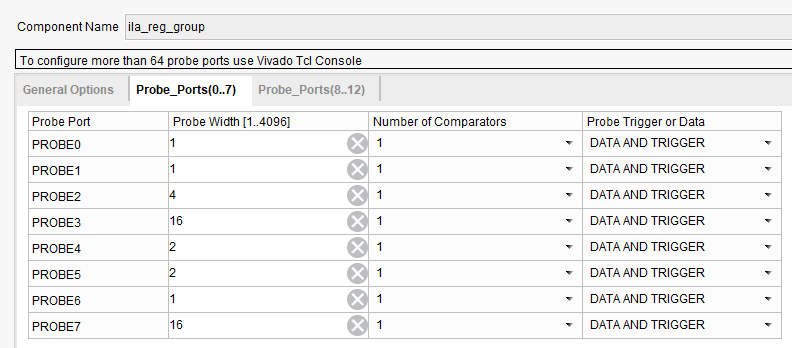 Component Name ila_reg_group
To configure more than 64 probe ports use Vivado Tcl Console
General Options Probe_Ports(0..7) Probe_Ports(8..12)
Probe Port Probe Width [1..4096] Number of Comparators Probe Trigger or Data
PROBE0 1 1 DATA AND TRIGGER
PROBE1 1 1 DATA AND TRIGGER
PROBE2 4 1 DATA AND TRIGGER
PROBE3 16 1 DATA AND TRIGGER
PROBE4 2 1 DATA AND TRIGGER
PROBE5 2 1 DATA AND TRIGGER
PROBE6 1 1 DATA AND TRIGGER
PROBE7 16 1 DATA AND TRIGGER